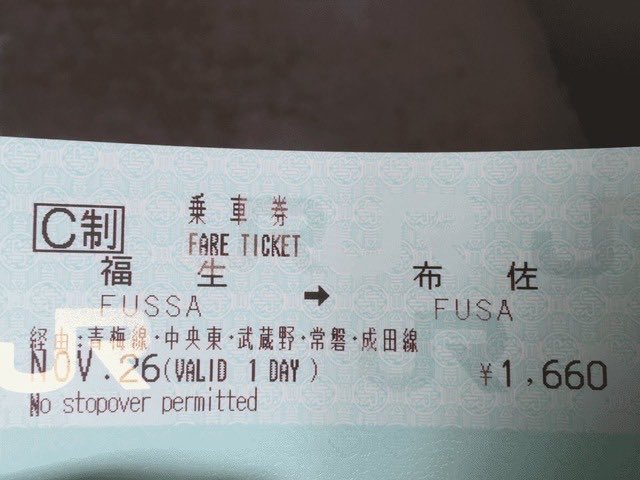 C制
乗車券
FARE TICKET
福生 ➡ 布佐
FUSSA FUSA
経由:青梅線・中央東・武蔵野・常磐・成田線
NOV.26(VALID 1 DAY) ¥1,660
No stopover permitted